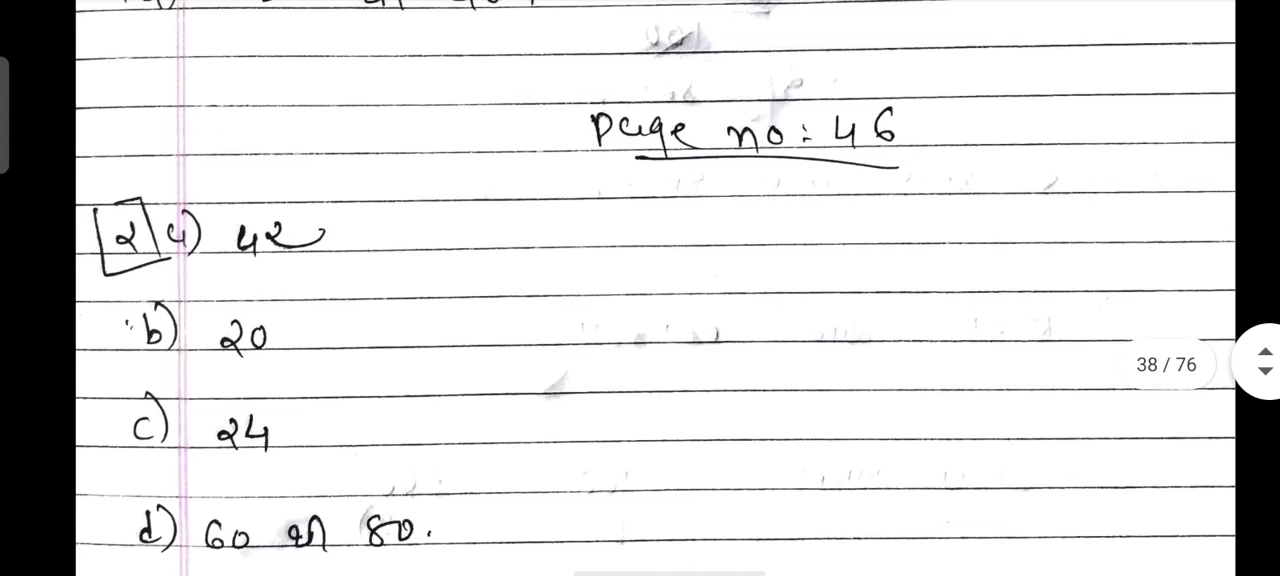 page no: 46
2 a) 42
b) 20
38 / 76
c) 24
d) 60 थी 80.